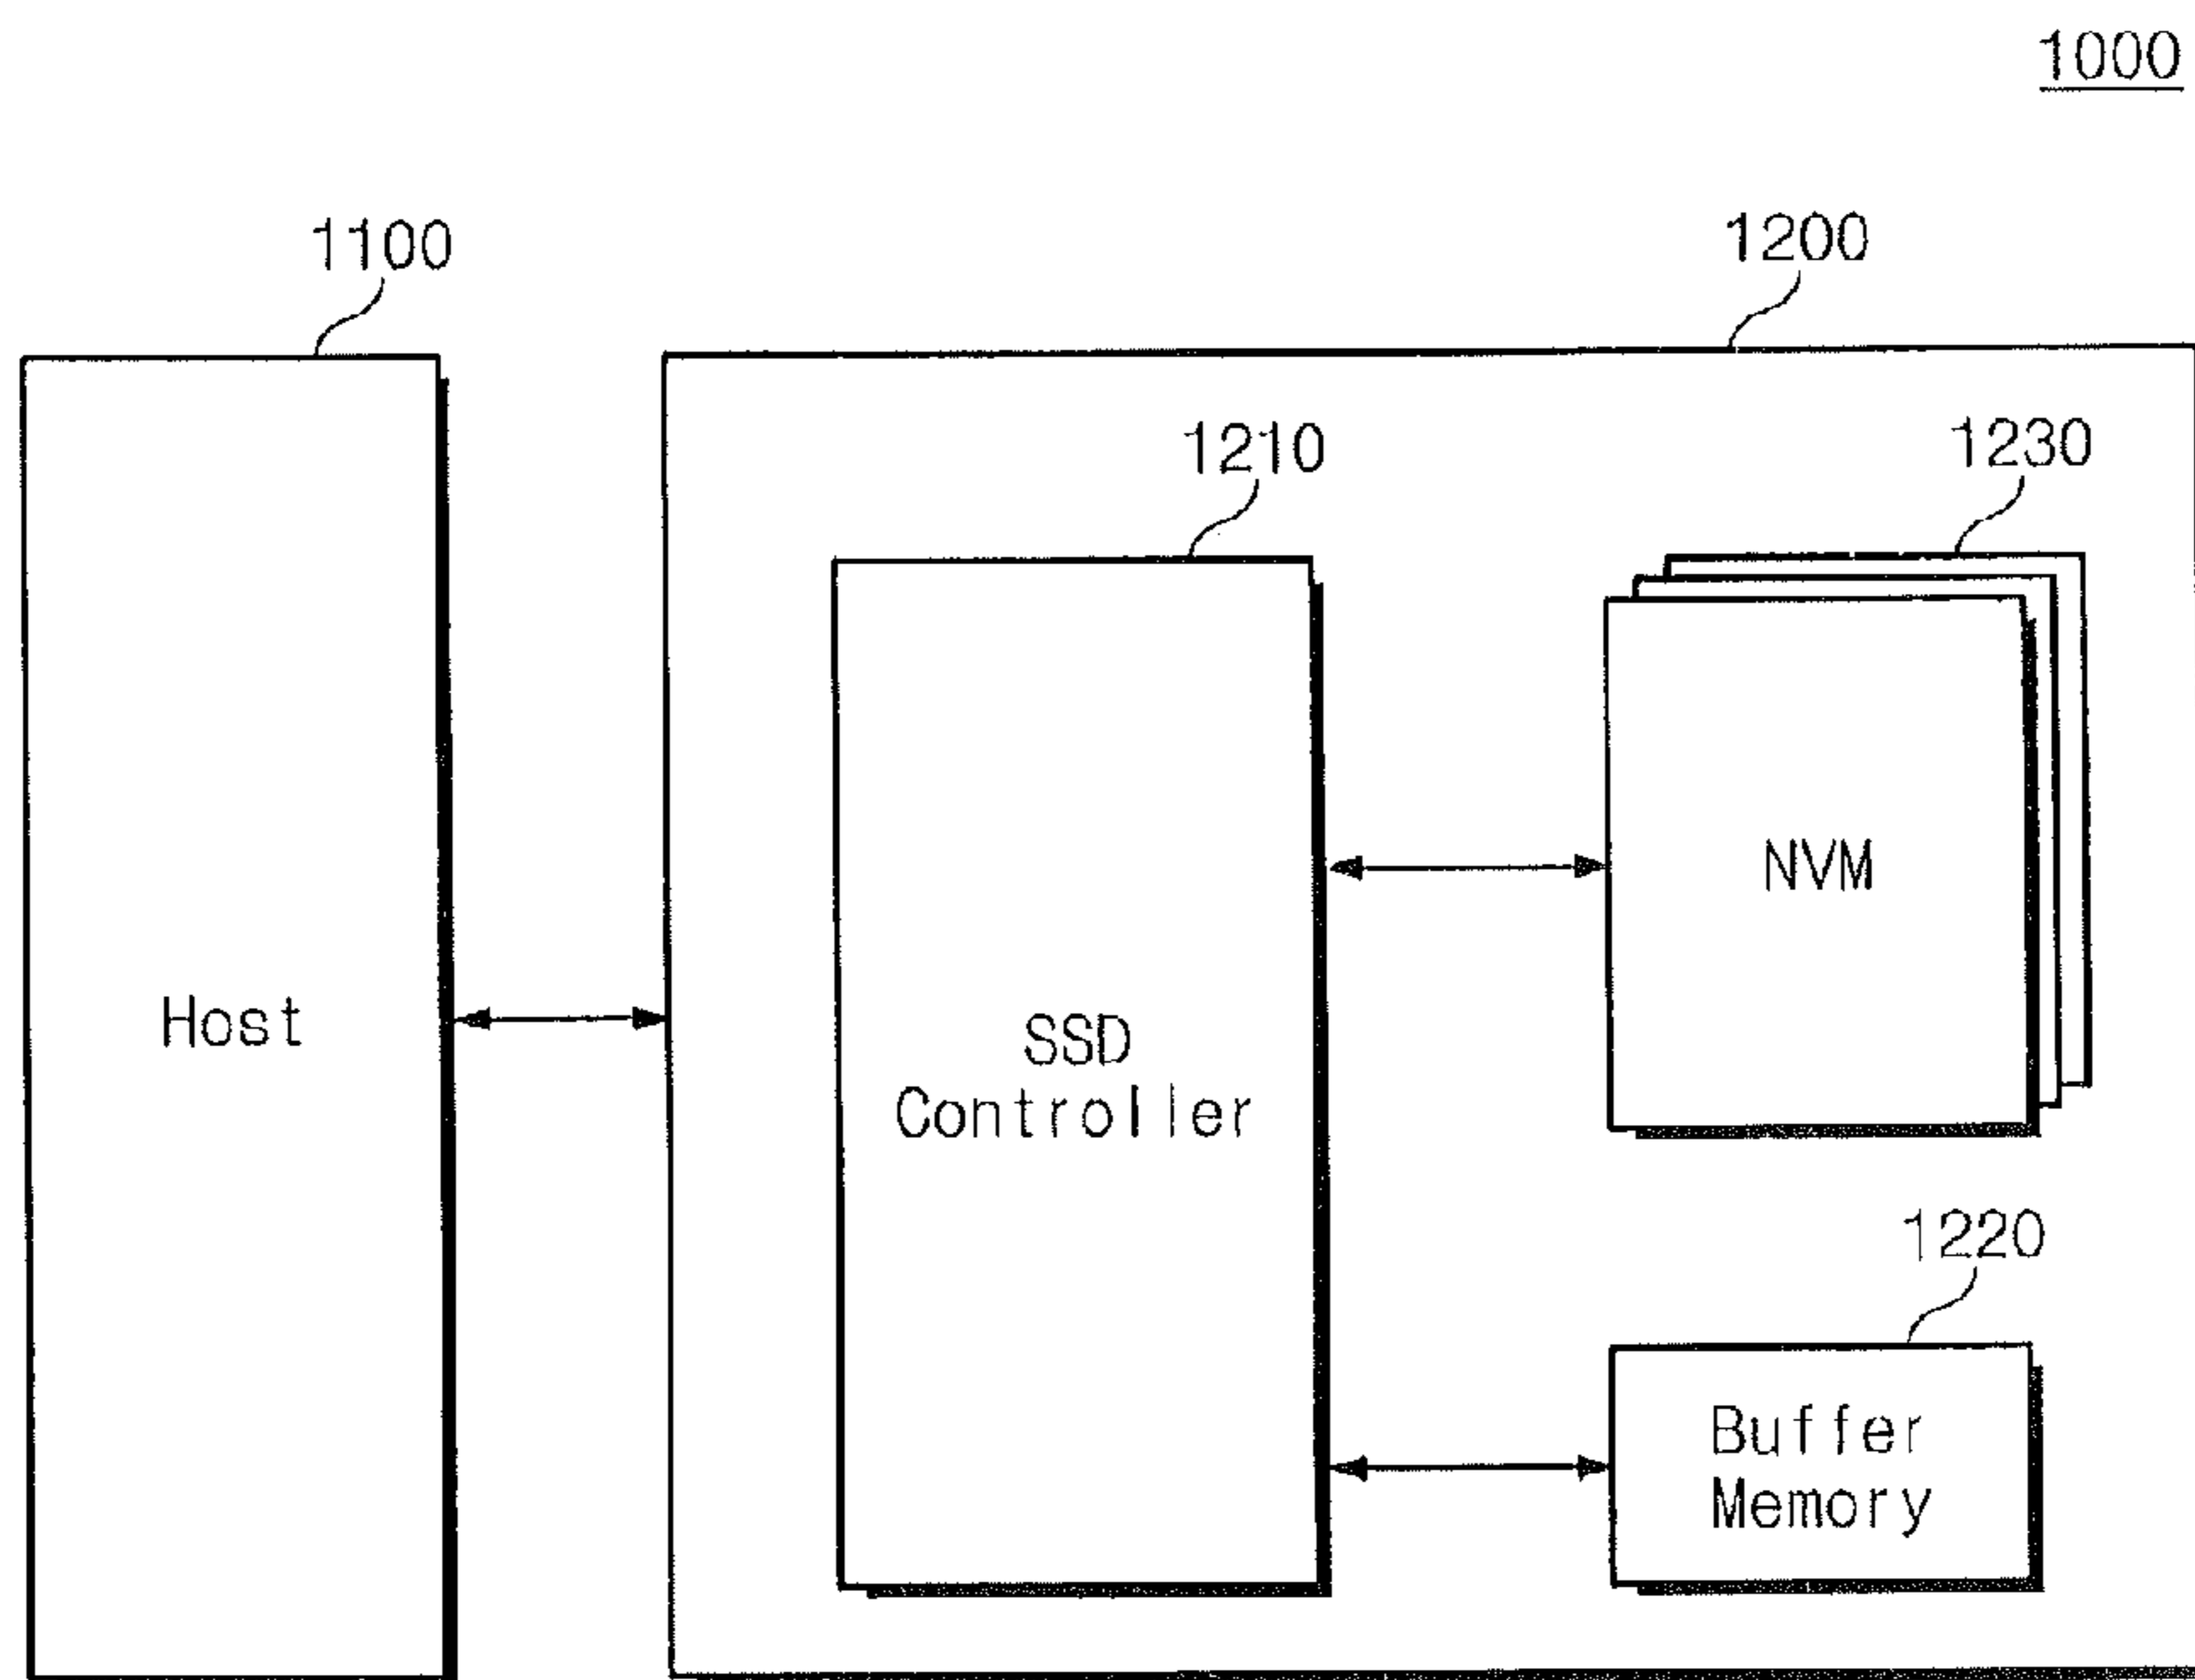 1000
1100
1200
1210
1230
NVM
Host
SSD
Controller
1220
Buffer
Memory